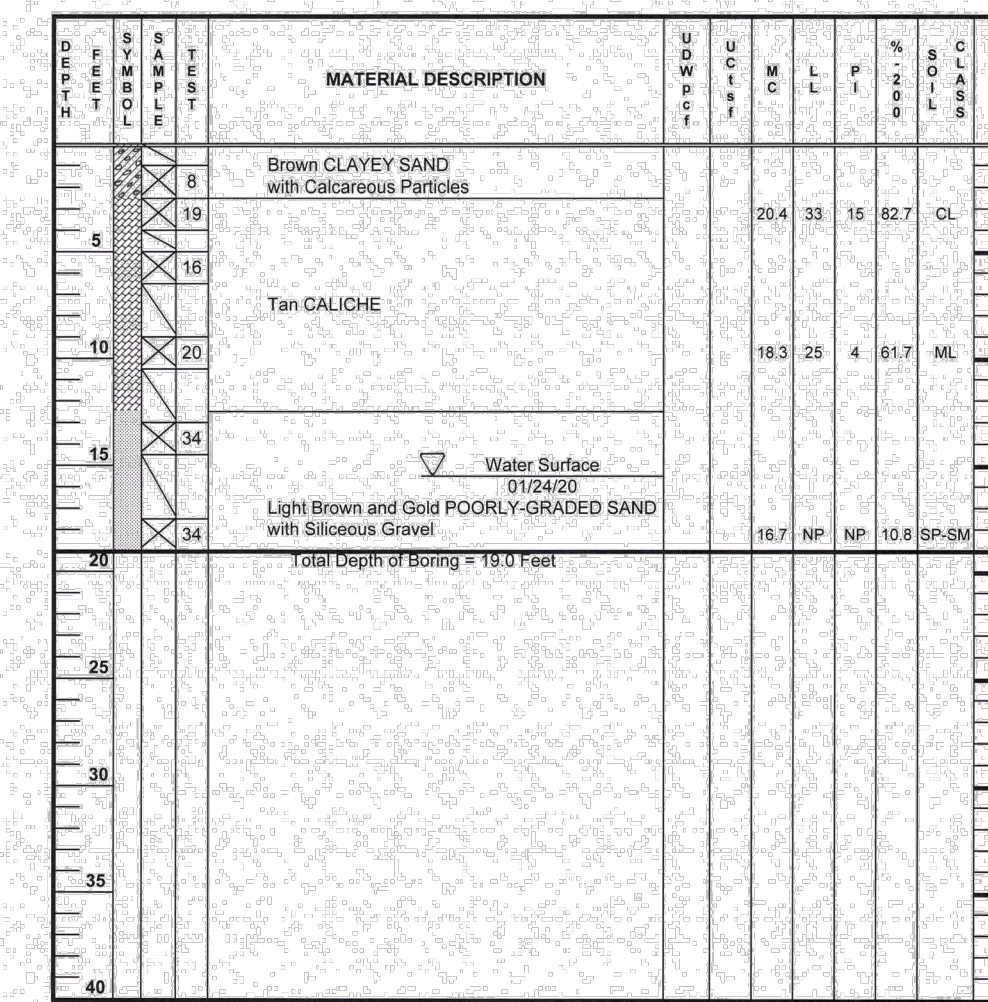 DEPTH FEET SYMBOL SAMPLE TEST MATERIAL DESCRIPTION UDWpcf UCtsf MC LL PI %-200 SOIL CLASS
Brown CLAYEY SAND
8 with Calcareous Particles
19 20.4 33 15 82.7 CL
5
16
Tan CALICHE
10 20 18.3 25 4 61.7 ML
34
15 Water Surface
01/24/20
Light Brown and Gold POORLY-GRADED SAND
with Siliceous Gravel
34 16.7 NP NP 10.8 SP-SM
20 Total Depth of Boring = 19.0 Feet
25
30
35
40